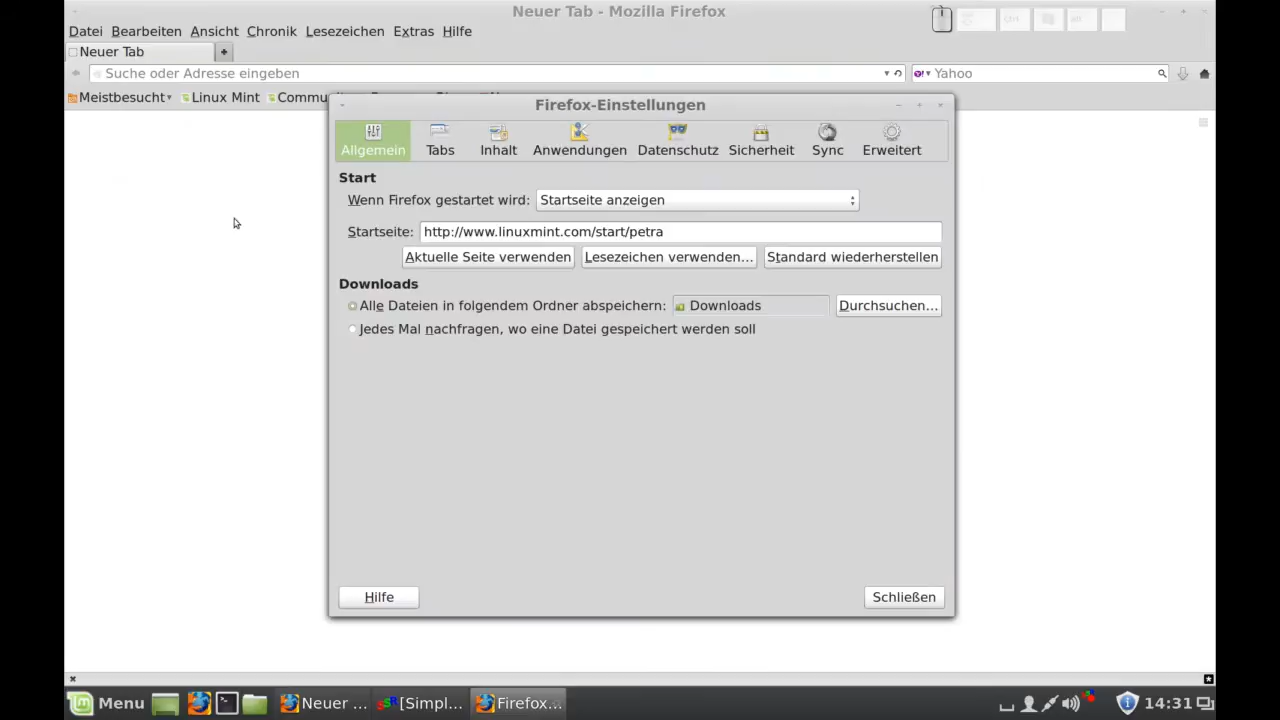 Neuer Tab - Mozilla Firefox
Datei Bearbeiten Ansicht Chronik Lesezeichen Extras Hilfe
Neuer Tab +
Suche oder Adresse eingeben Yahoo
Meistbesucht Linux Mint
Firefox-Einstellungen
Allgemein Tabs Inhalt Anwendungen Datenschutz Sicherheit Sync Erweitert
Start
Wenn Firefox gestartet wird: Startseite anzeigen
Startseite: http://www.linuxmint.com/start/petra
Aktuelle Seite verwenden Lesezeichen verwenden... Standard wiederherstellen
Downloads
Alle Dateien in folgendem Ordner abspeichern: Downloads Durchsuchen...
Jedes Mal nachfragen, wo eine Datei gespeichert werden soll
Hilfe Schließen
Menu Neuer ... [Simpl... Firefox... 14:31